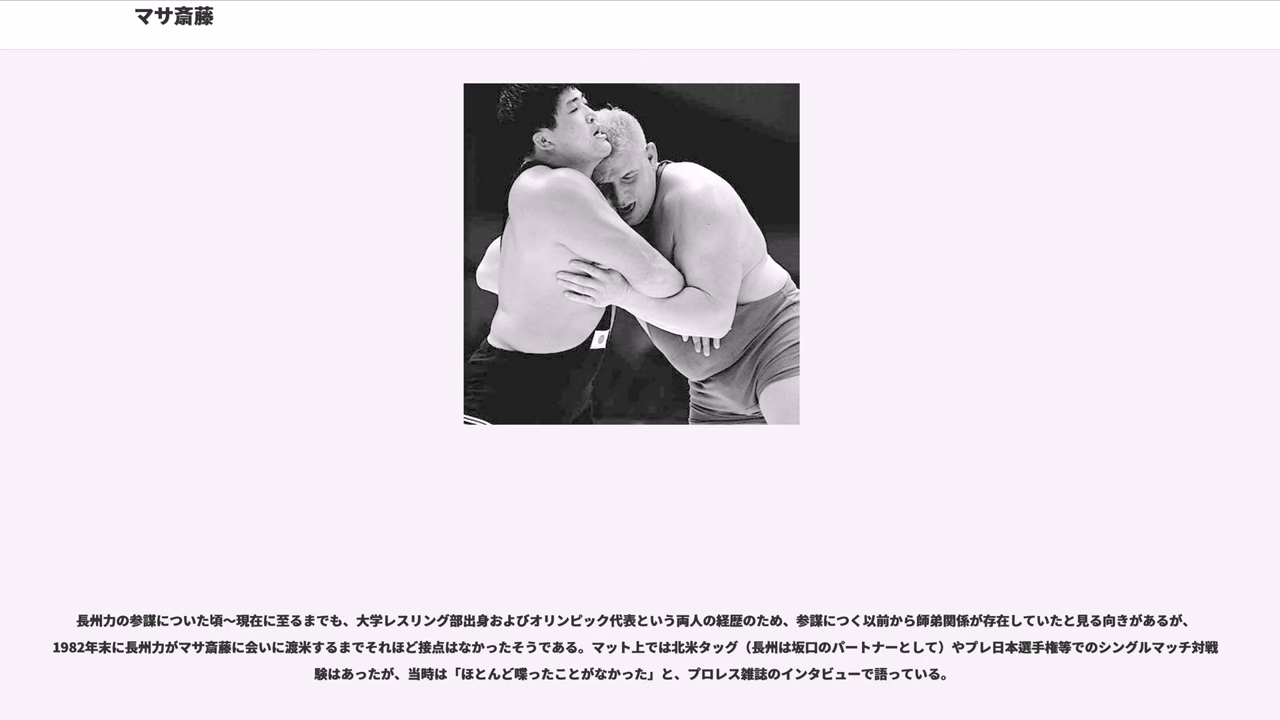 マサ斎藤
長州力の参謀についた頃〜現在に至るまでも、大学レスリング部出身およびオリンピック代表という両人の経歴のため、参謀につく以前から師弟関係が存在していたと見る向きがあるが、
1982年末に長州力がマサ斎藤に会いに渡米するまでそれほど接点はなかったそうである。マット上では北米タッグ（長州は坂口のパートナーとして）やプレ日本選手権等でのシングルマッチ対戦
験はあったが、当時は「ほとんど喋ったことがなかった」と、プロレス雑誌のインタビューで語っている。